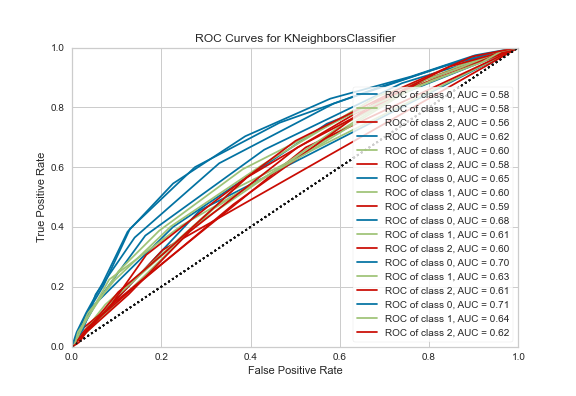 ROC Curves for KNeighborsClassifier
1.0
0.8
0.6
0.4
0.2
0.0
True Positive Rate
ROC of class 0, AUC = 0.58
ROC of class 1, AUC = 0.58
ROC of class 2, AUC = 0.56
ROC of class 0, AUC = 0.62
ROC of class 1, AUC = 0.60
ROC of class 2, AUC = 0.58
ROC of class 0, AUC = 0.65
ROC of class 1, AUC = 0.60
ROC of class 2, AUC = 0.59
ROC of class 0, AUC = 0.68
ROC of class 1, AUC = 0.61
ROC of class 2, AUC = 0.60
ROC of class 0, AUC = 0.70
ROC of class 1, AUC = 0.63
ROC of class 2, AUC = 0.61
ROC of class 0, AUC = 0.71
ROC of class 1, AUC = 0.64
ROC of class 2, AUC = 0.62
0.0 0.2 0.4 0.6 0.8 1.0
False Positive Rate